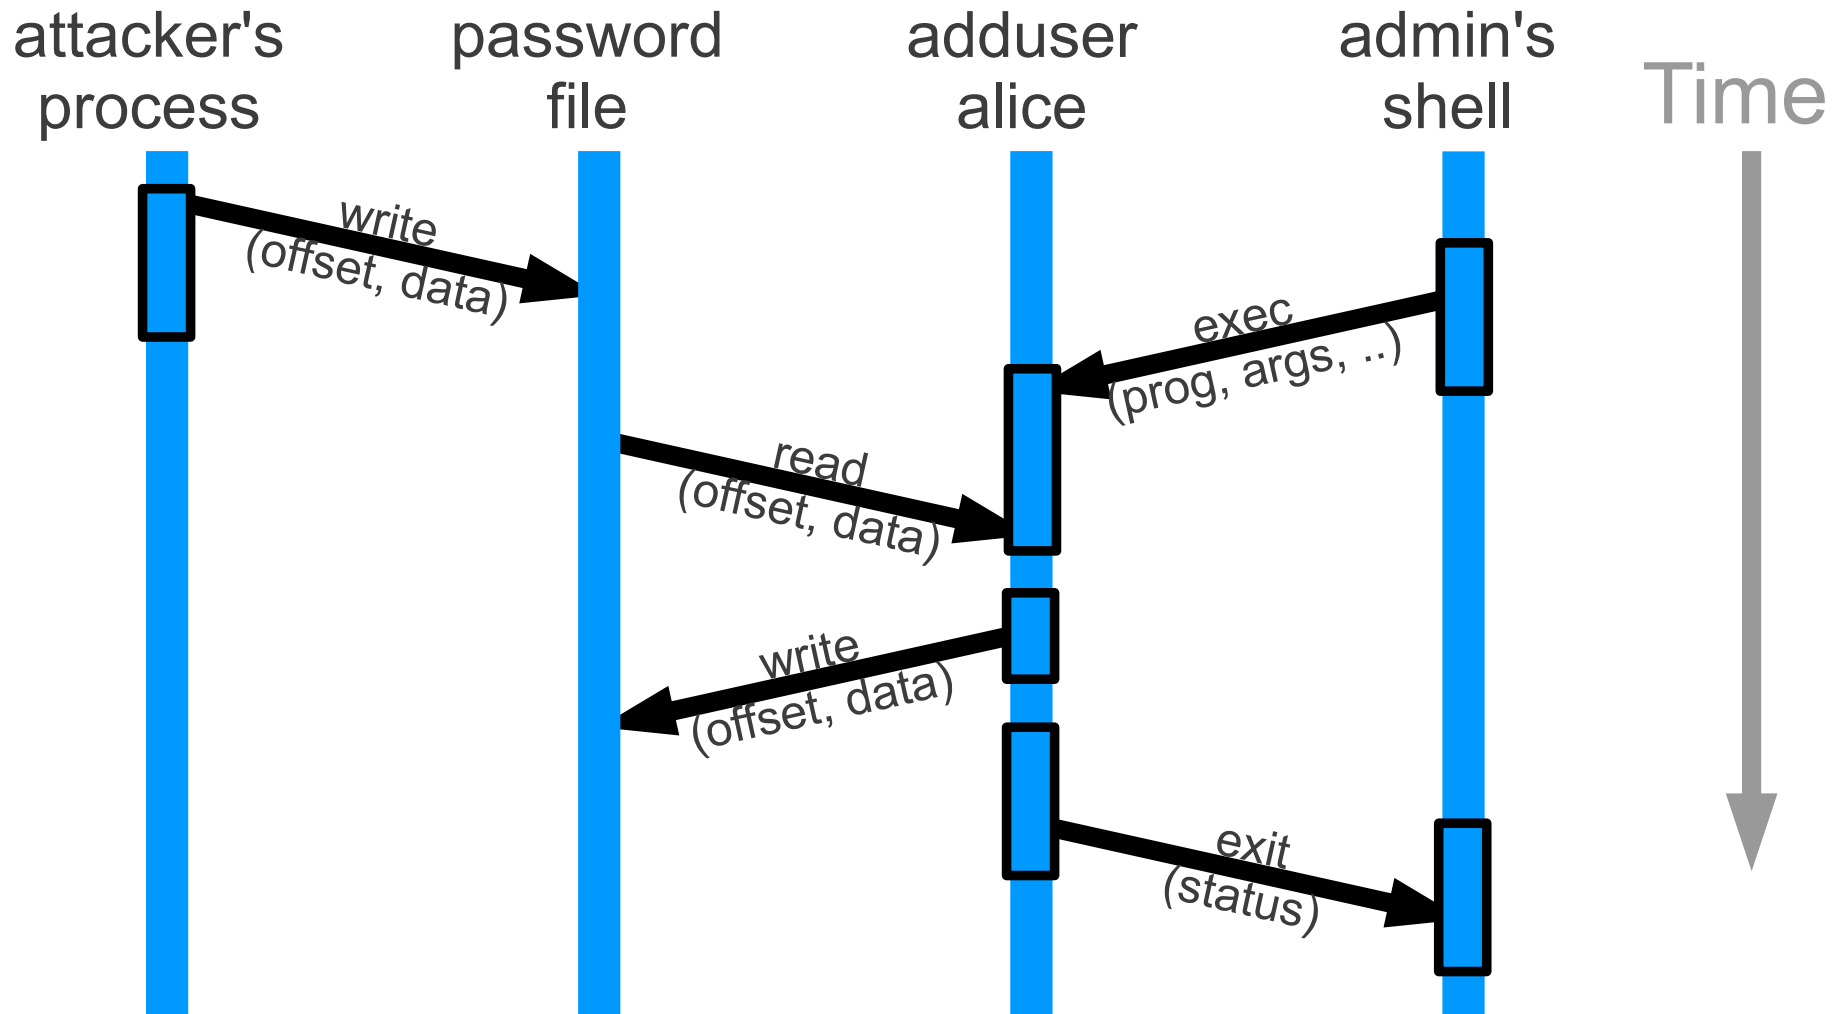 attacker's
process
password
file
adduser
alice
admin's
shell
Time
write
(offset, data)
exec
(prog, args, ..)
read
(offset, data)
write
(offset, data)
exit
(status)